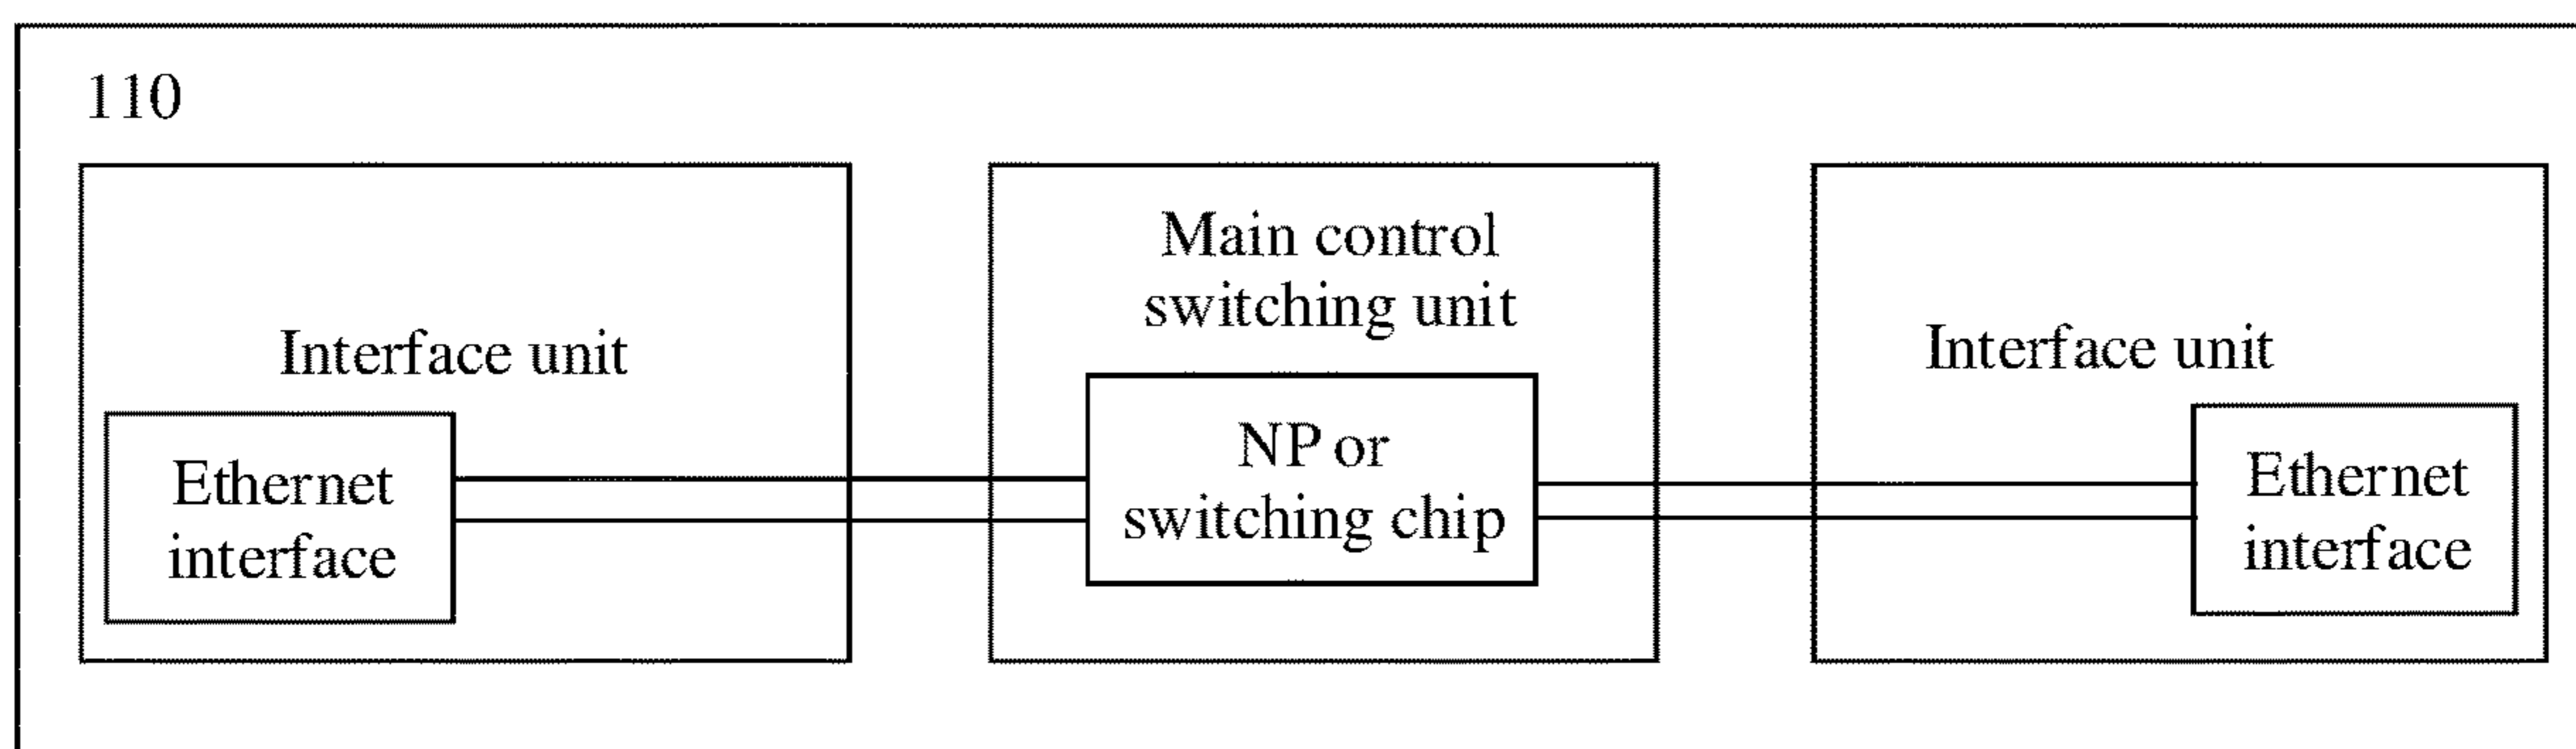 110
Interface unit
Ethernet
interface
Main control
switching unit
NP or
switching chip
Interface unit
Ethernet
interface